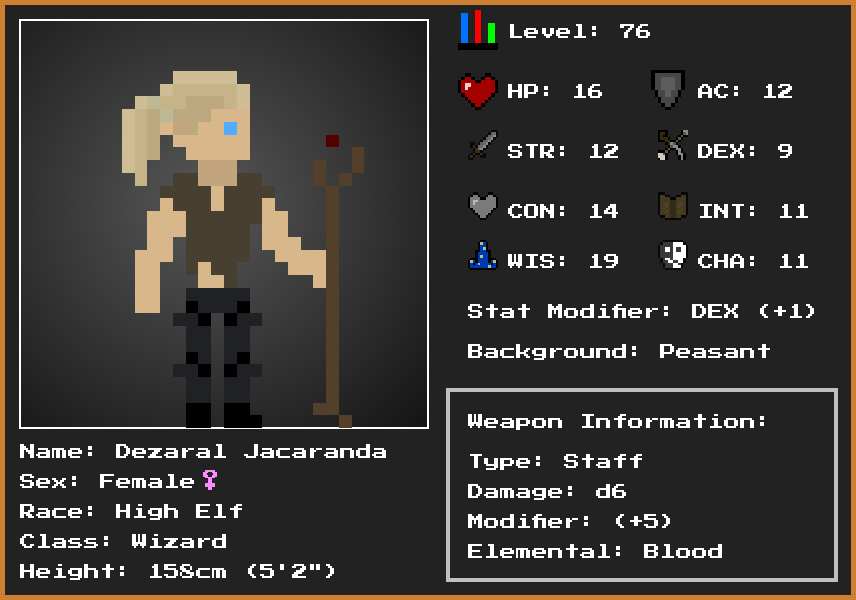 Level: 76
HP: 16
AC: 12
STR: 12
DEX: 9
CON: 14
INT: 11
WIS: 19
CHA: 11
Stat Modifier: DEX (+1)
Background: Peasant
Weapon Information:
Type: Staff
Damage: d6
Modifier: (+5)
Elemental: Blood
Name: Dezaral Jacaranda
Sex: Female♀
Race: High Elf
Class: Wizard
Height: 158cm (5'2")